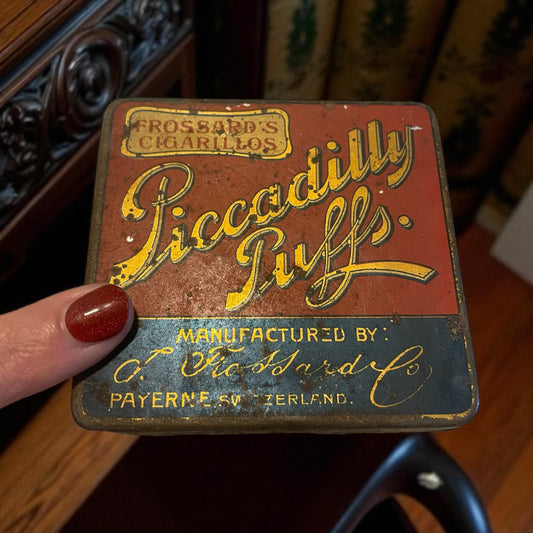 FROSSARD'S
CIGARILLOS
Piccadilly
Puffs.
MANUFACTURED BY:
J. Frossard & Co
PAYERNE SWITZERLAND.